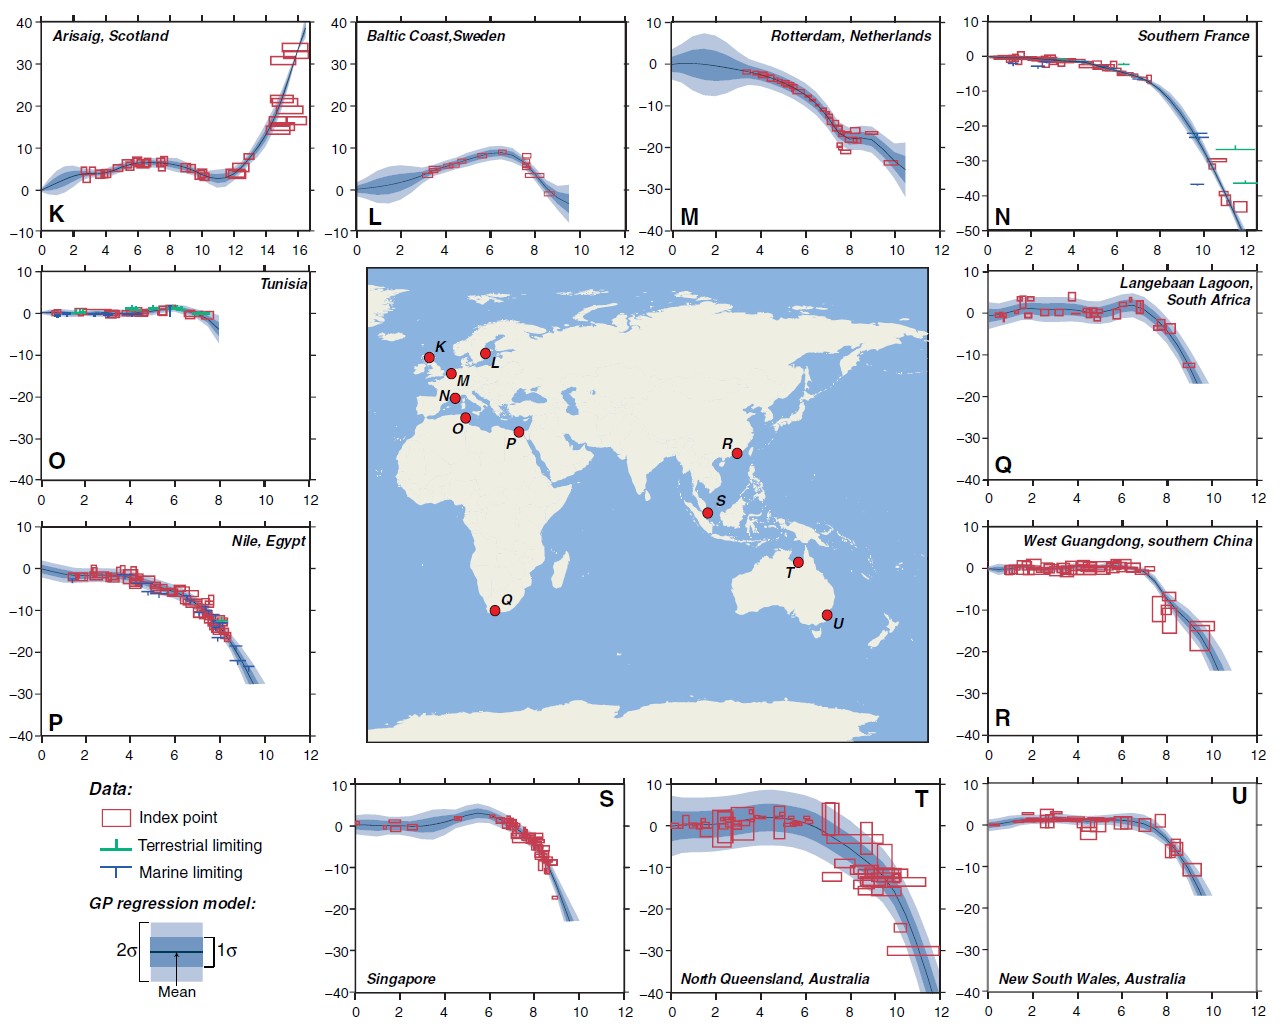 Arisaig, Scotland
K
40
30
20
10
0
−10
0 2 4 6 8 10 12 14 16
Baltic Coast,Sweden
L
40
30
20
10
0
−10
0 2 4 6 8 10 12
Rotterdam, Netherlands
M
10
0
−10
−20
−30
−40
0 2 4 6 8 10 12
Southern France
N
10
0
−10
−20
−30
−40
−50
0 2 4 6 8 10 12
Tunisia
O
10
0
−10
−20
−30
−40
0 2 4 6 8 10 12
K
L
M
N
O
P
R
S
T
Q
U
Langebaan Lagoon,
South Africa
Q
10
0
−10
−20
−30
−40
0 2 4 6 8 10 12
Nile, Egypt
P
10
0
−10
−20
−30
−40
0 2 4 6 8 10 12
West Guangdong, southern China
R
10
0
−10
−20
−30
−40
0 2 4 6 8 10 12
Data:
Index point
Terrestrial limiting
Marine limiting
GP regression model:
2σ
1σ
Mean
S
Singapore
10
0
−10
−20
−30
−40
0 2 4 6 8 10 12
T
North Queensland, Australia
10
0
−10
−20
−30
−40
0 2 4 6 8 10 12
U
New South Wales, Australia
10
0
−10
−20
−30
−40
0 2 4 6 8 10 12